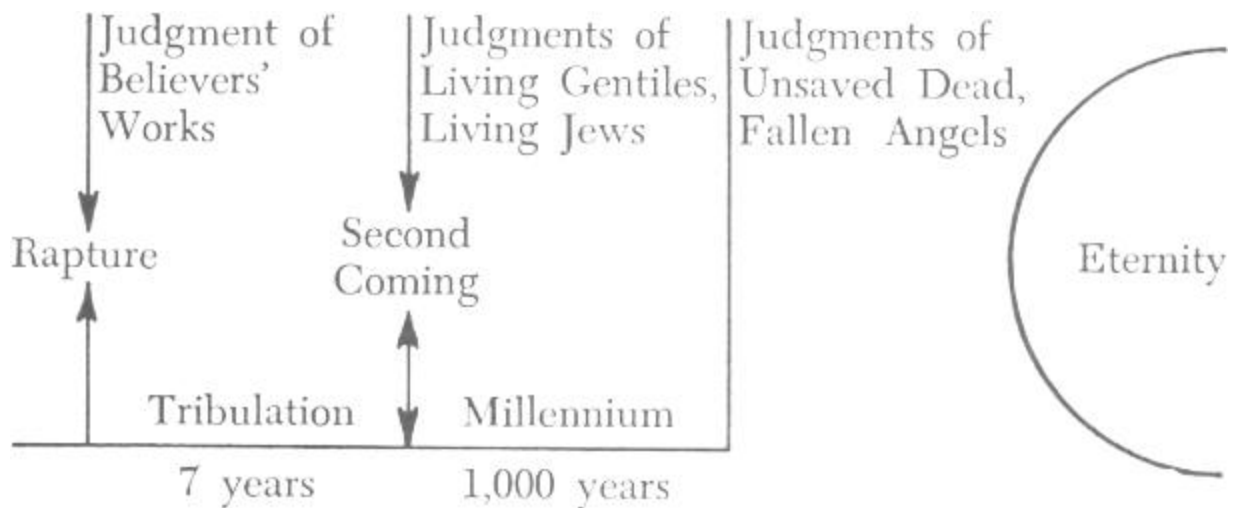 Judgment of
Believers'
Works
Judgments of
Living Gentiles,
Living Jews
Judgments of
Unsaved Dead,
Fallen Angels
Rapture
Second
Coming
Eternity
Tribulation
Millennium
7 years
1,000 years